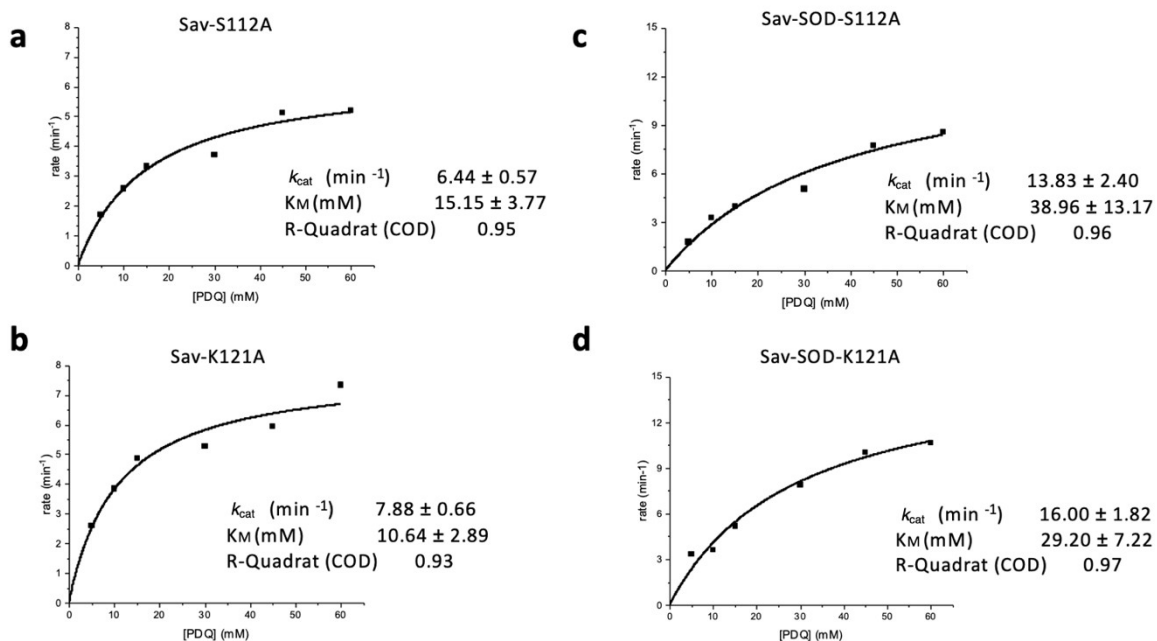 a
Sav-S112A
8
7
6
5
4
3
2
1
0
rate (min⁻¹)
kcat (min ⁻¹) 6.44 ± 0.57
KM (mM) 15.15 ± 3.77
R-Quadrat (COD) 0.95
0 10 20 30 40 50 60
[PDQ] (mM)
c
Sav-SOD-S112A
15
12
9
6
3
0
rate (min⁻¹)
kcat (min ⁻¹) 13.83 ± 2.40
KM (mM) 38.96 ± 13.17
R-Quadrat (COD) 0.96
0 10 20 30 40 50 60
[PDQ] (mM)
b
Sav-K121A
8
7
6
5
4
3
2
1
0
rate (min⁻¹)
kcat (min ⁻¹) 7.88 ± 0.66
KM (mM) 10.64 ± 2.89
R-Quadrat (COD) 0.93
0 10 20 30 40 50 60
[PDQ] (mM)
d
Sav-SOD-K121A
15
12
9
6
3
0
rate (min-1)
kcat (min ⁻¹) 16.00 ± 1.82
KM (mM) 29.20 ± 7.22
R-Quadrat (COD) 0.97
0 10 20 30 40 50 60
[PDQ] (mM)